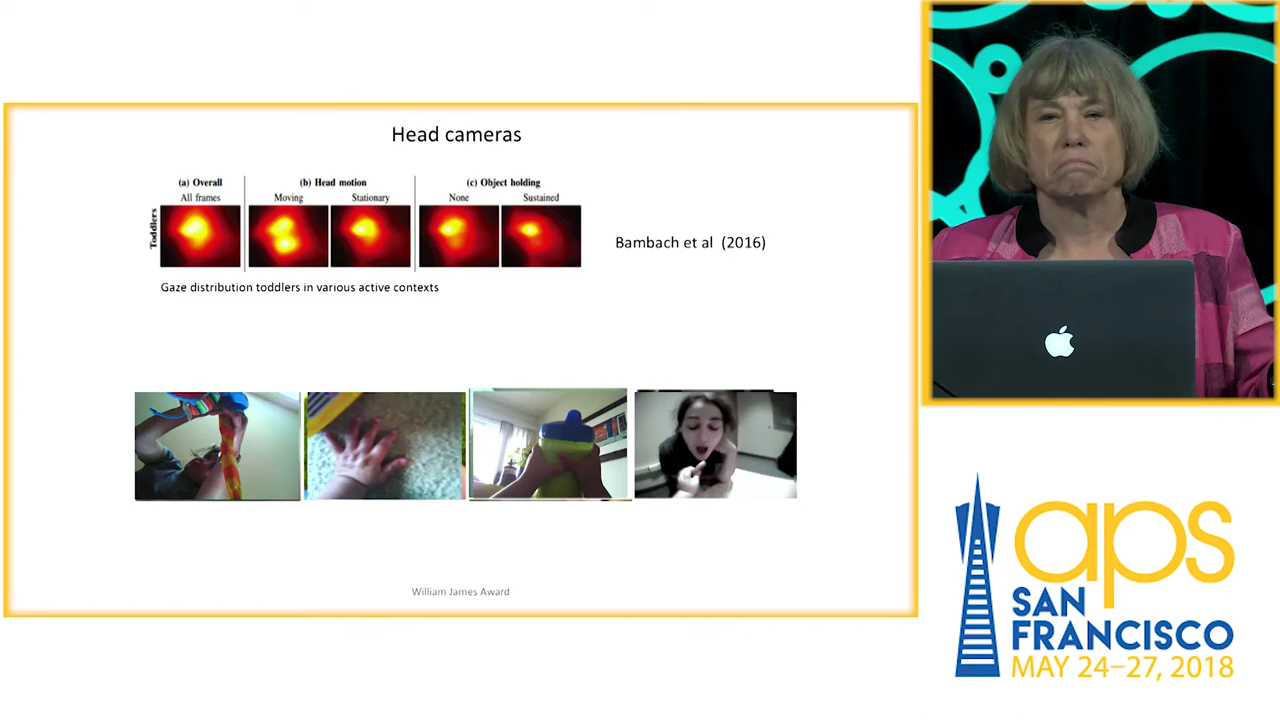 Head cameras
(a) Overall
(b) Head motion
(c) Object holding
All frames
Moving
Stationary
None
Sustained
Toddlers
Bambach et al (2016)
Gaze distribution toddlers in various active contexts
William James Award
aps
SAN
FRANCISCO
MAY 24–27, 2018